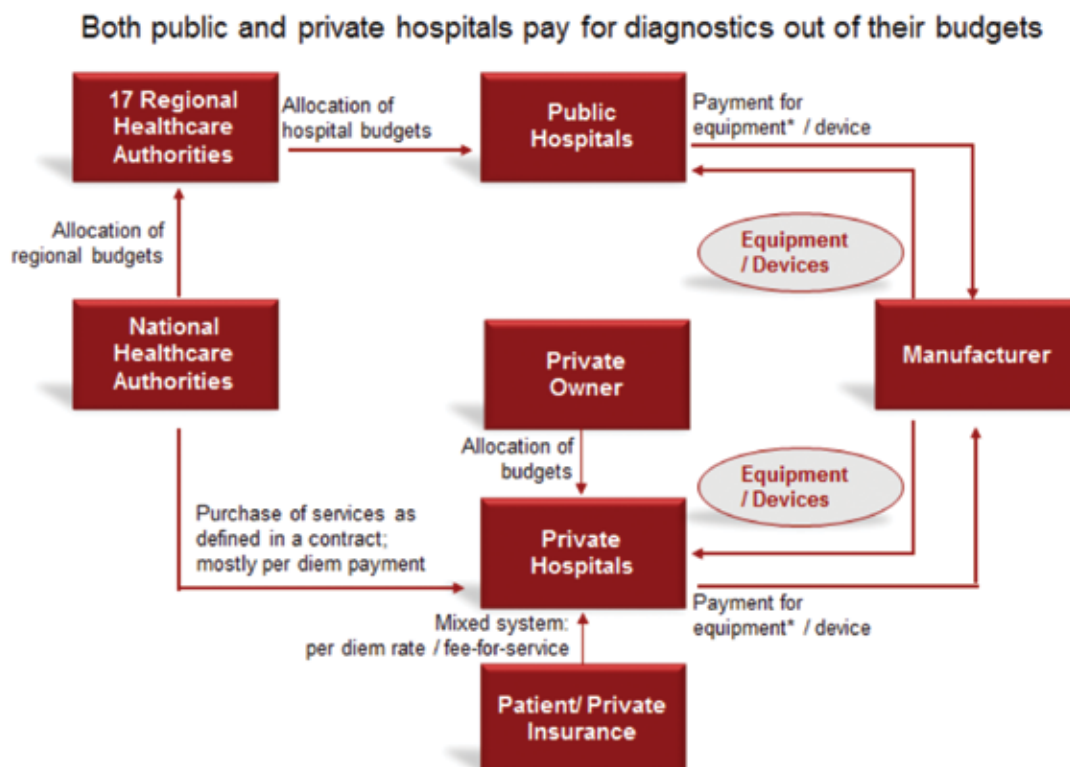 Both public and private hospitals pay for diagnostics out of their budgets
17 Regional
Healthcare
Authorities
Allocation of
hospital budgets
Public
Hospitals
Payment for
equipment* / device
Allocation of
regional budgets
Equipment
/ Devices
National
Healthcare
Authorities
Private
Owner
Manufacturer
Allocation of
budgets
Equipment
/ Devices
Purchase of services as
defined in a contract;
mostly per diem payment
Private
Hospitals
Payment for
equipment* / device
Mixed system:
per diem rate / fee-for-service
Patient/ Private
Insurance